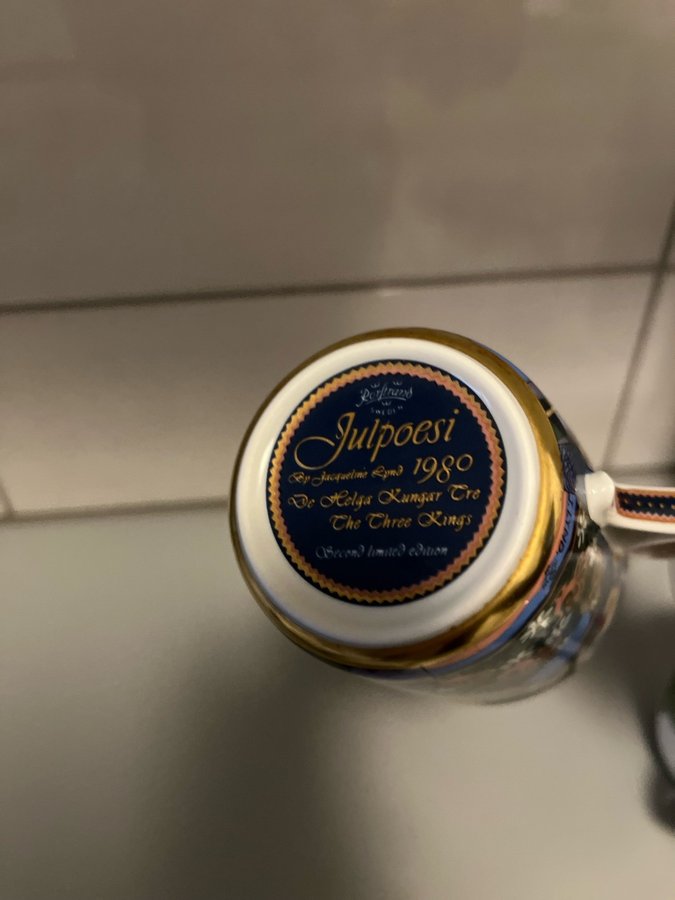 Rörstrand
SWEDEN
Julpoesi
By Jacqueline Lynd 1980
De Helga Kungar Tre
The Three Kings
Second limited edition